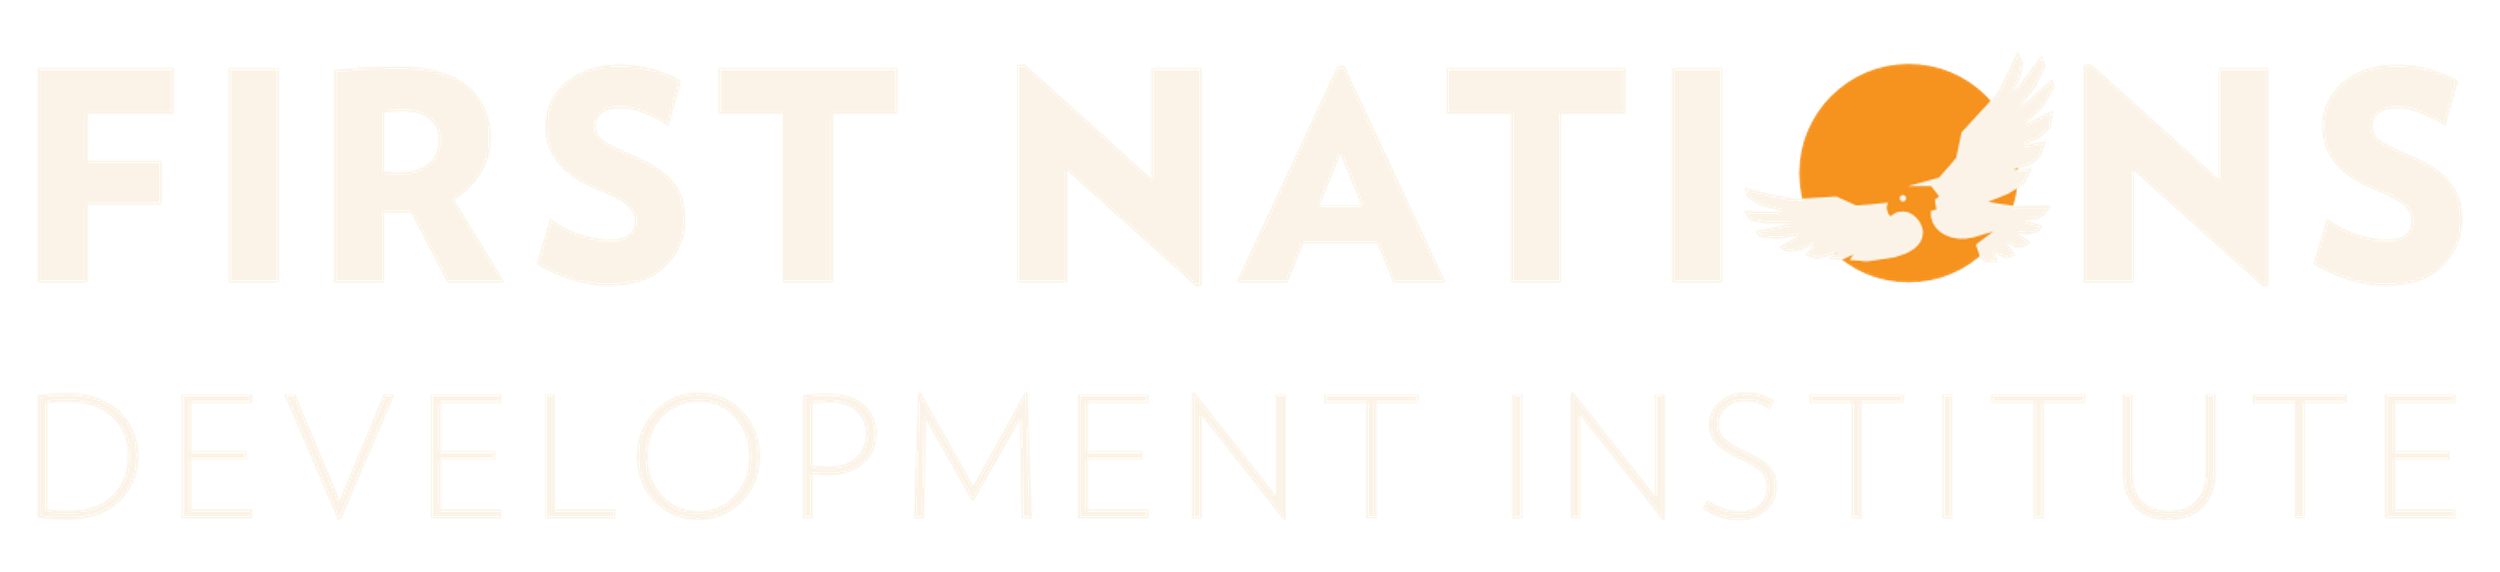 FIRST NATIONS
DEVELOPMENT INSTITUTE